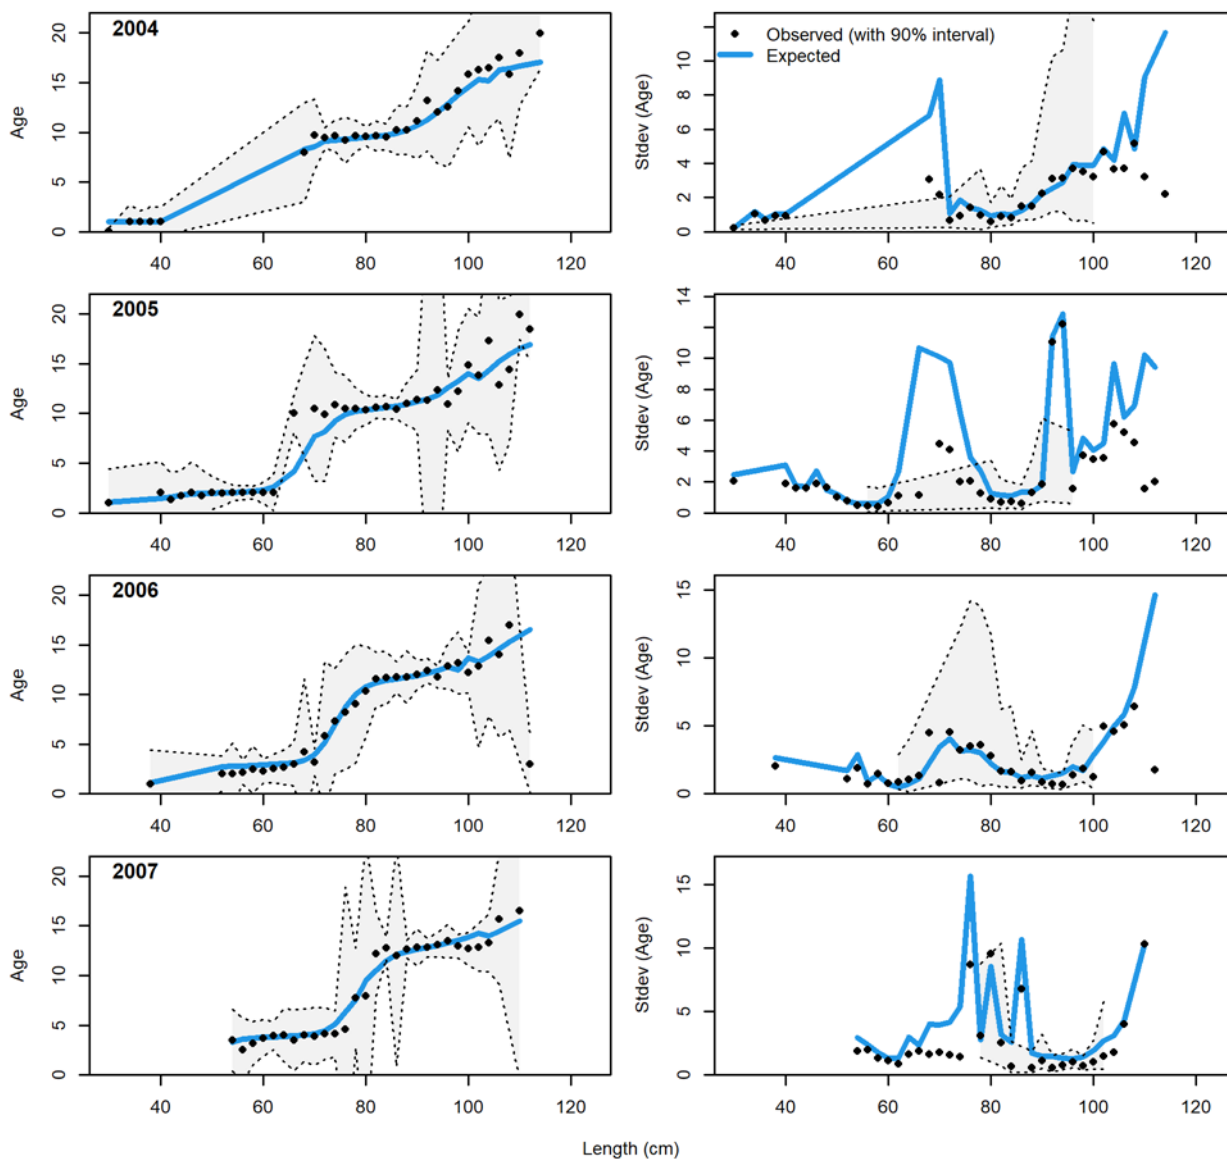 2004
Observed (with 90% interval)
Expected
Age
0 5 10 15 20
40 60 80 100 120
Stdev (Age)
0 2 4 6 8 10
40 60 80 100 120
2005
Age
0 5 10 15 20
40 60 80 100 120
Stdev (Age)
0 2 4 6 8 10 14
40 60 80 100 120
2006
Age
0 5 10 15 20
40 60 80 100 120
Stdev (Age)
0 5 10 15
40 60 80 100 120
2007
Age
0 5 10 15 20
40 60 80 100 120
Stdev (Age)
0 5 10 15
40 60 80 100 120
Length (cm)